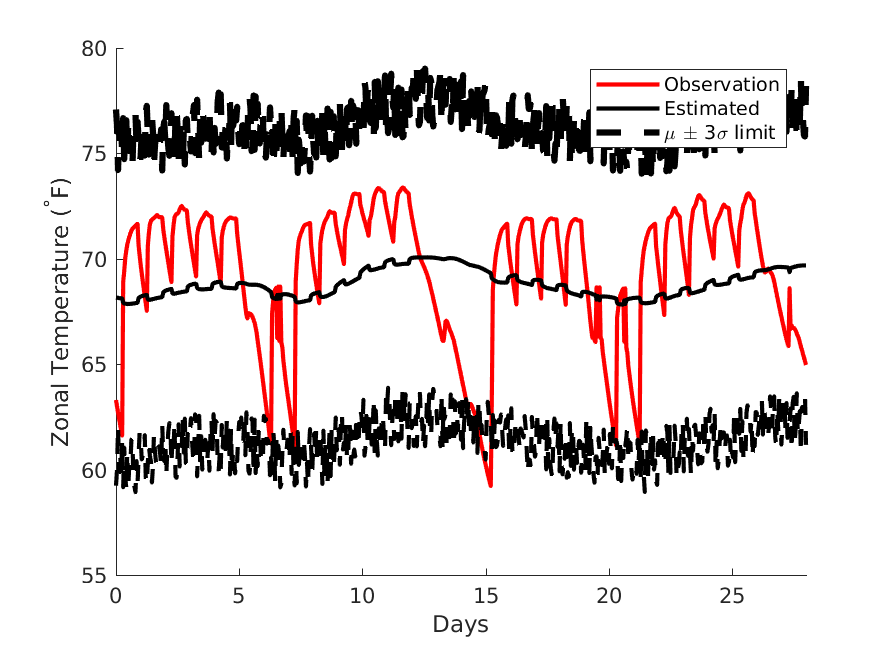 80
75
70
65
60
55
0
5
10
15
20
25
Zonal Temperature (˚F)
Days
Observation
Estimated
μ ± 3σ limit